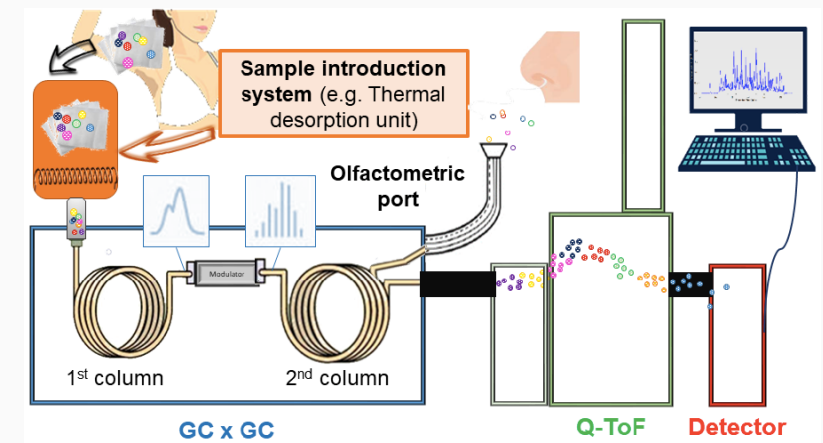 Sample introduction
system (e.g. Thermal
desorption unit)
Olfactometric
port
Modulator
1st column
2nd column
GC x GC
Q-ToF
Detector